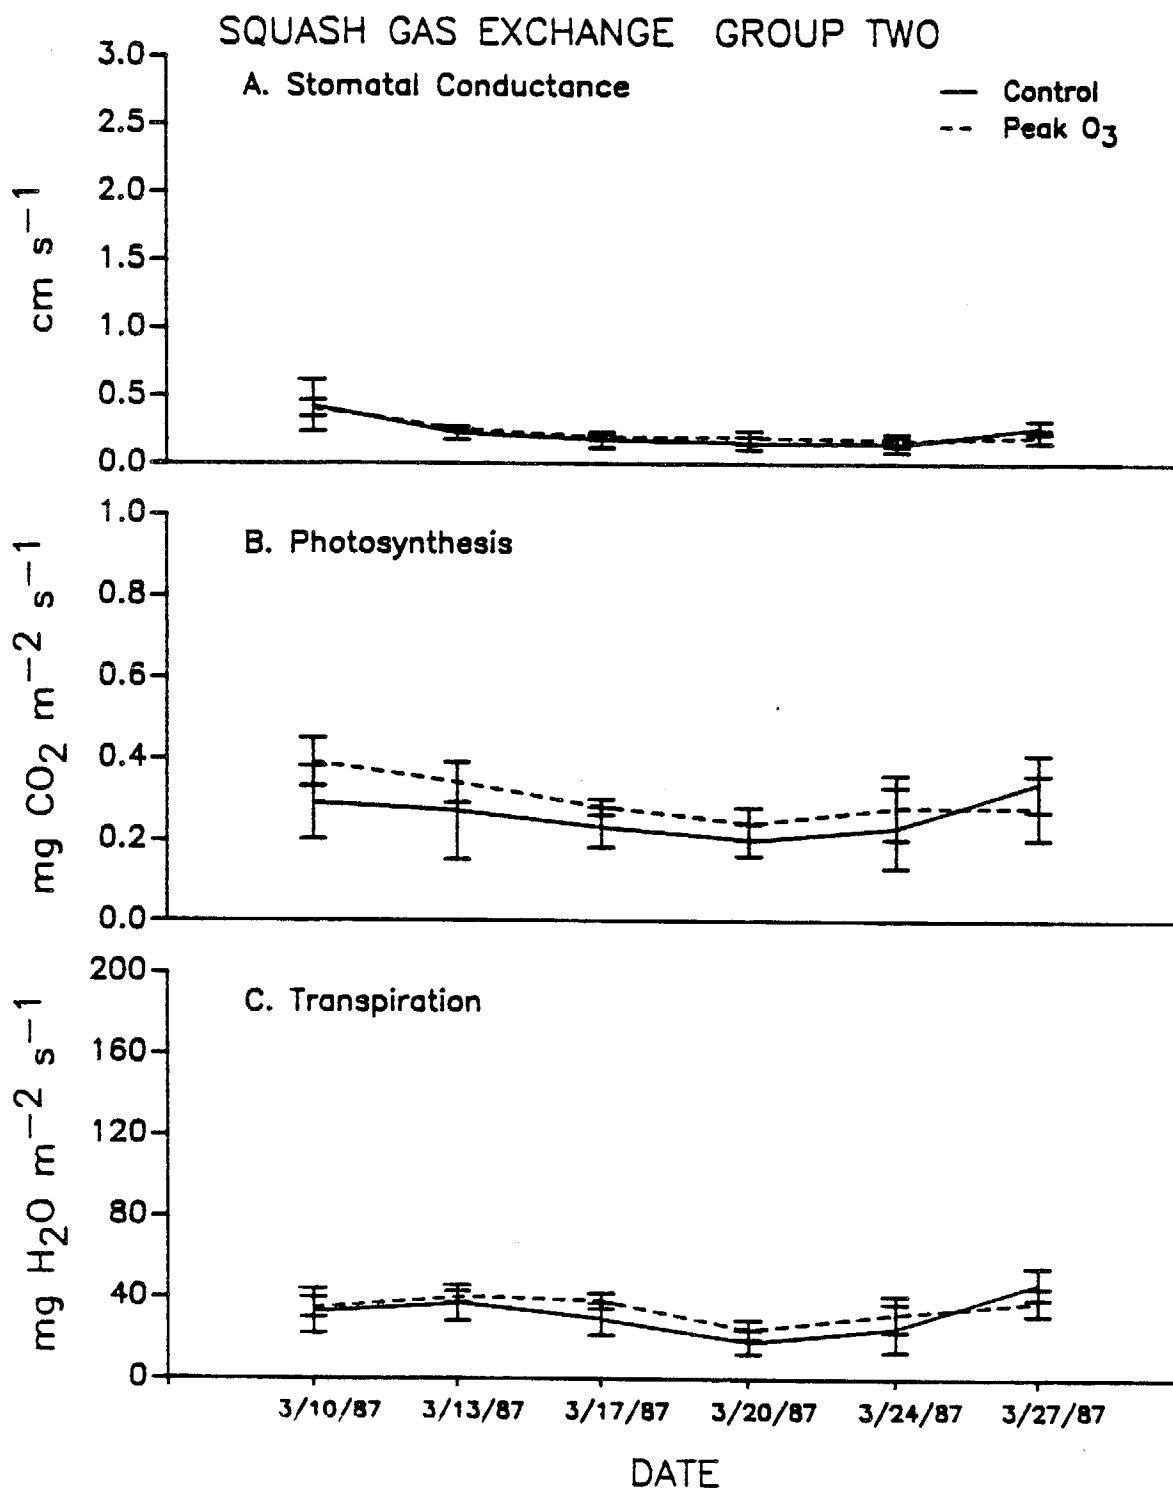 SQUASH GAS EXCHANGE GROUP TWO
A. Stomatal Conductance
Control
Peak O3
cm s−1
3.0
2.5
2.0
1.5
1.0
0.5
0.0
B. Photosynthesis
mg CO2 m−2 s−1
1.0
0.8
0.6
0.4
0.2
0.0
C. Transpiration
mg H2O m−2 s−1
200
160
120
80
40
0
3/10/87 3/13/87 3/17/87 3/20/87 3/24/87 3/27/87
DATE